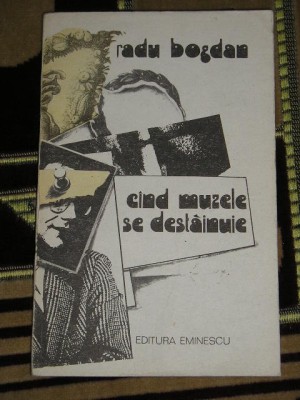 radu bogdan
cînd muzele
se destăinuie
EDITURA EMINESCU